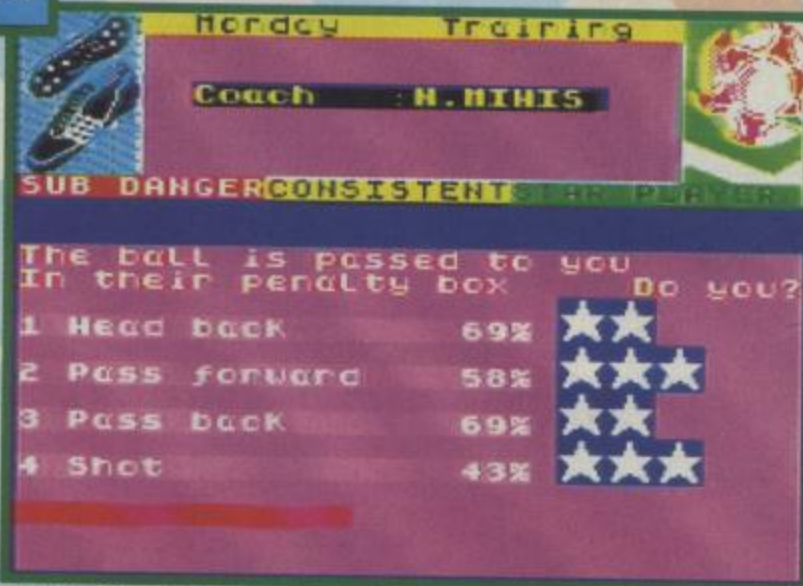 Monday Training
Coach :N.MIHIS
SUB DANGER CONSISTENT STAR PLAYER
The ball is passed to you
In their penalty box Do you?
1 Head back 69%
2 Pass forward 58%
3 Pass back 69%
4 Shot 43%